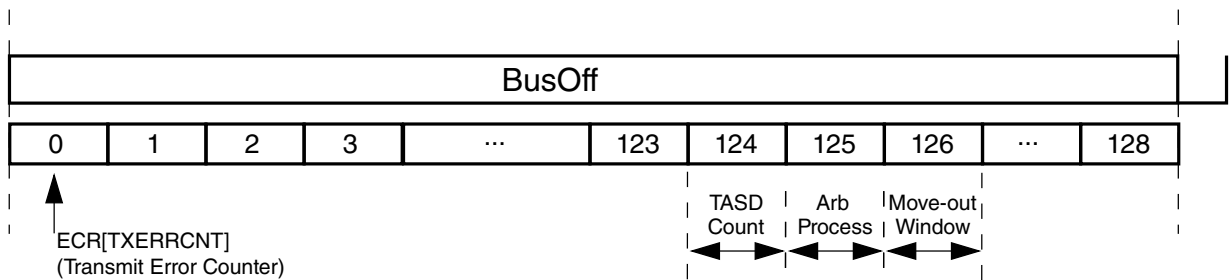 BusOff
0 1 2 3 ... 123 124 125 126 ... 128
TASD Arb Move-out
Count Process Window
ECR[TXERRCNT]
(Transmit Error Counter)